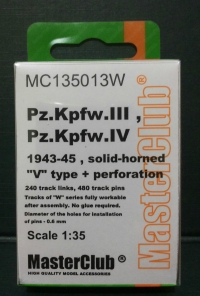 MC135013W
Pz.Kpfw.III ,
Pz.Kpfw.IV
1943-45 , solid-horned
"V" type + perforation
240 track links, 480 track pins
Tracks of "W" series fully workable
after assembly. No glue required.
Diameter of the holes for installation
of pins - 0.6 mm
Scale 1:35
MasterClub®
HIGH QUALITY MODEL ACCESSORIES
MasterClub®